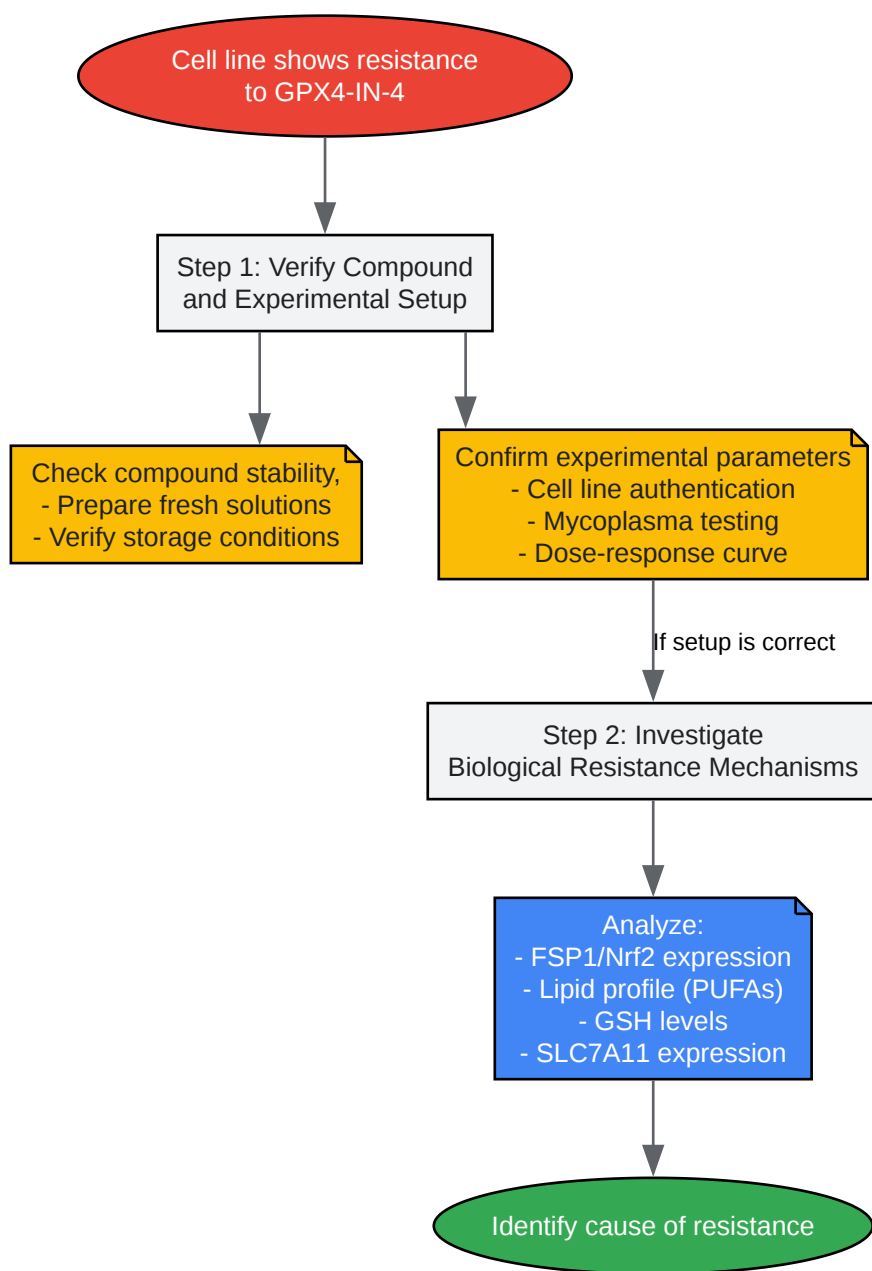 Cell line shows resistance
to GPX4-IN-4
Step 1: Verify Compound
and Experimental Setup
Check compound stability,
- Prepare fresh solutions
- Verify storage conditions
Confirm experimental parameters
- Cell line authentication
- Mycoplasma testing
- Dose-response curve
If setup is correct
Step 2: Investigate
Biological Resistance Mechanisms
Analyze:
- FSP1/Nrf2 expression
- Lipid profile (PUFAs)
- GSH levels
- SLC7A11 expression
Identify cause of resistance